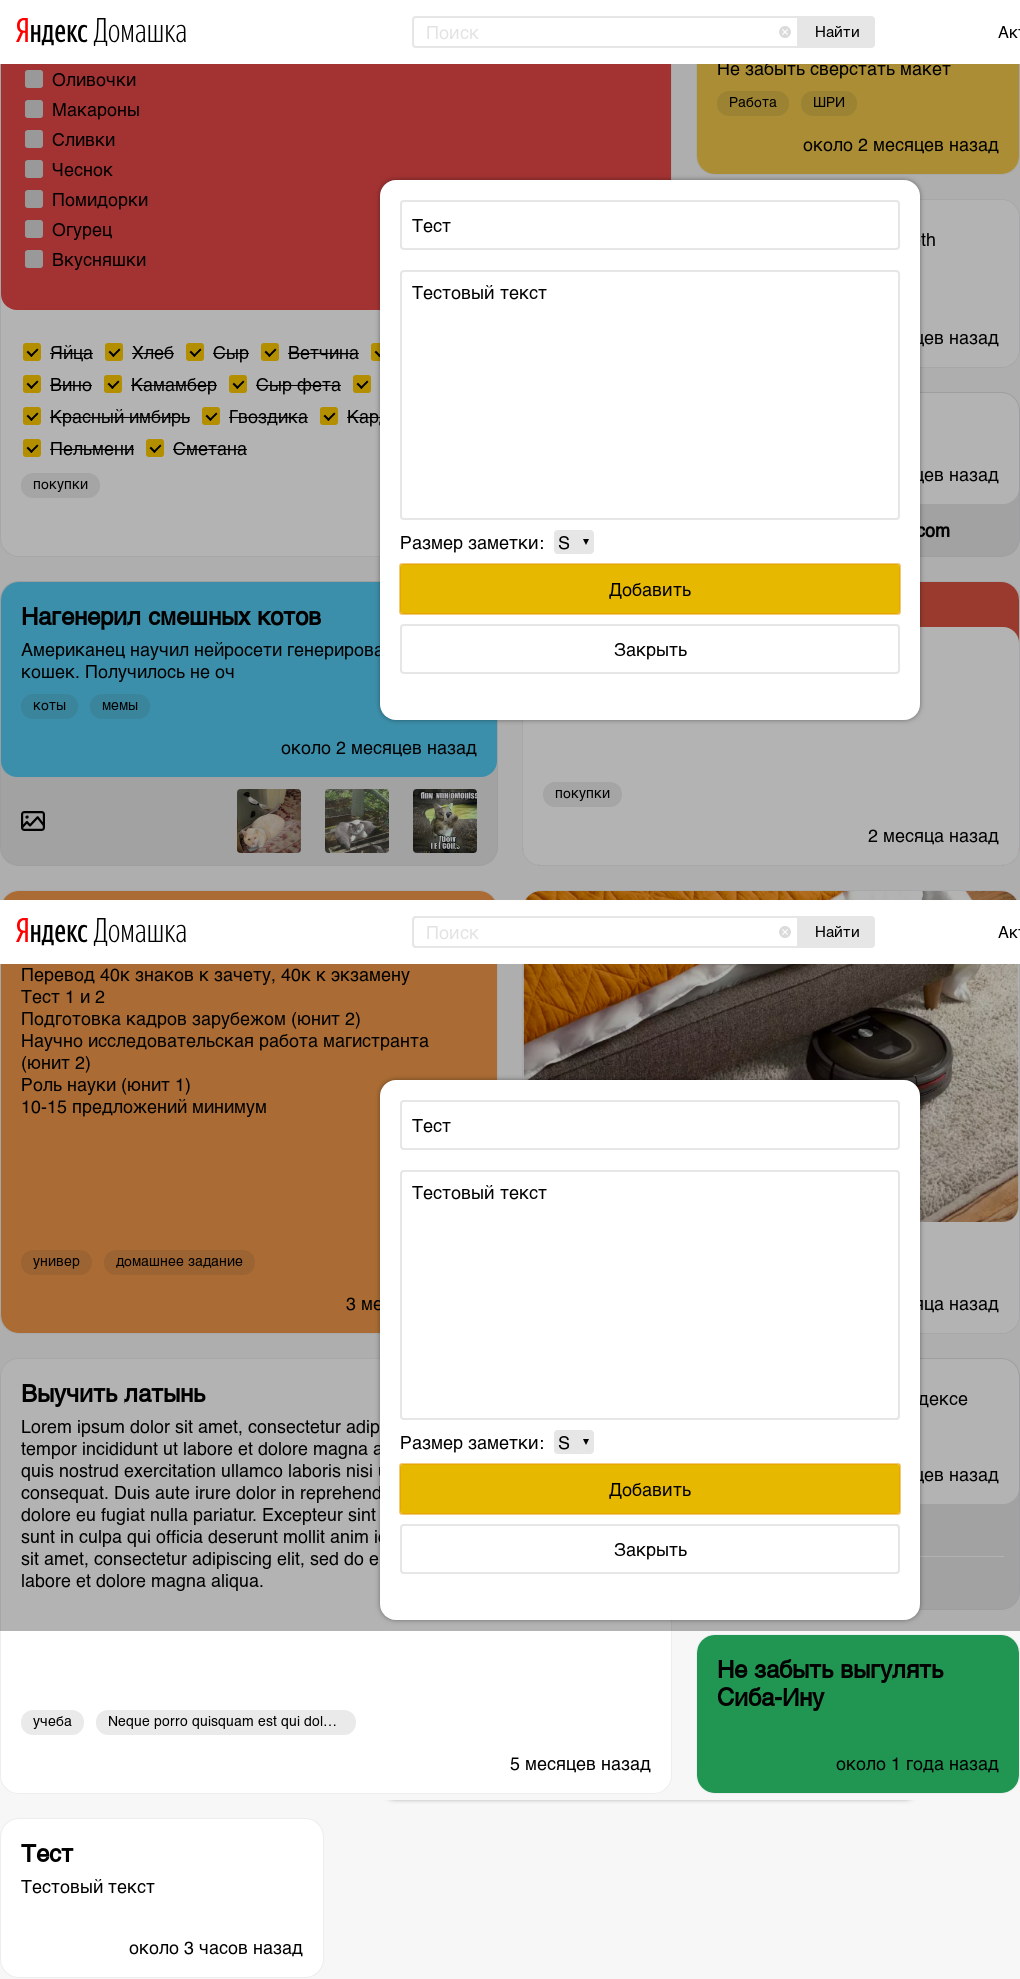 Яндекс Домашка
Поиск
Найти
Акт
Оливочки
Макароны
Сливки
Чеснок
Помидорки
Огурец
Вкусняшки
Не забыть сверстать макет
Работа ШРИ
около 2 месяцев назад
th
цев назад
Яйца Хлеб Сыр Ветчина
Вино Камамбер Сыр фета
Красный имбирь Гвоздика Кард
Пельмени Сметана
покупки
цев назад
com
Тест
Тестовый текст
Размер заметки: S
Добавить
Закрыть
Нагенерил смешных котов
Американец научил нейросети генерирова
кошек. Получилось не оч
коты мемы
около 2 месяцев назад
покупки
2 месяца назад
Яндекс Домашка
Поиск
Найти
Акт
Перевод 40к знаков к зачету, 40к к экзамену
Тест 1 и 2
Подготовка кадров зарубежом (юнит 2)
Научно исследовательская работа магистранта
(юнит 2)
Роль науки (юнит 1)
10-15 предложений минимум
универ домашнее задание
3 ме
яца назад
Тест
Тестовый текст
Размер заметки: S
Добавить
Закрыть
Выучить латынь
Lorem ipsum dolor sit amet, consectetur adip
tempor incididunt ut labore et dolore magna a
quis nostrud exercitation ullamco laboris nisi u
consequat. Duis aute irure dolor in reprehend
dolore eu fugiat nulla pariatur. Excepteur sint
sunt in culpa qui officia deserunt mollit anim id
sit amet, consectetur adipiscing elit, sed do e
labore et dolore magna aliqua.
учеба Neque porro quisquam est qui dol…
5 месяцев назад
дексе
цев назад
Не забыть выгулять
Сиба-Ину
около 1 года назад
Тест
Тестовый текст
около 3 часов назад